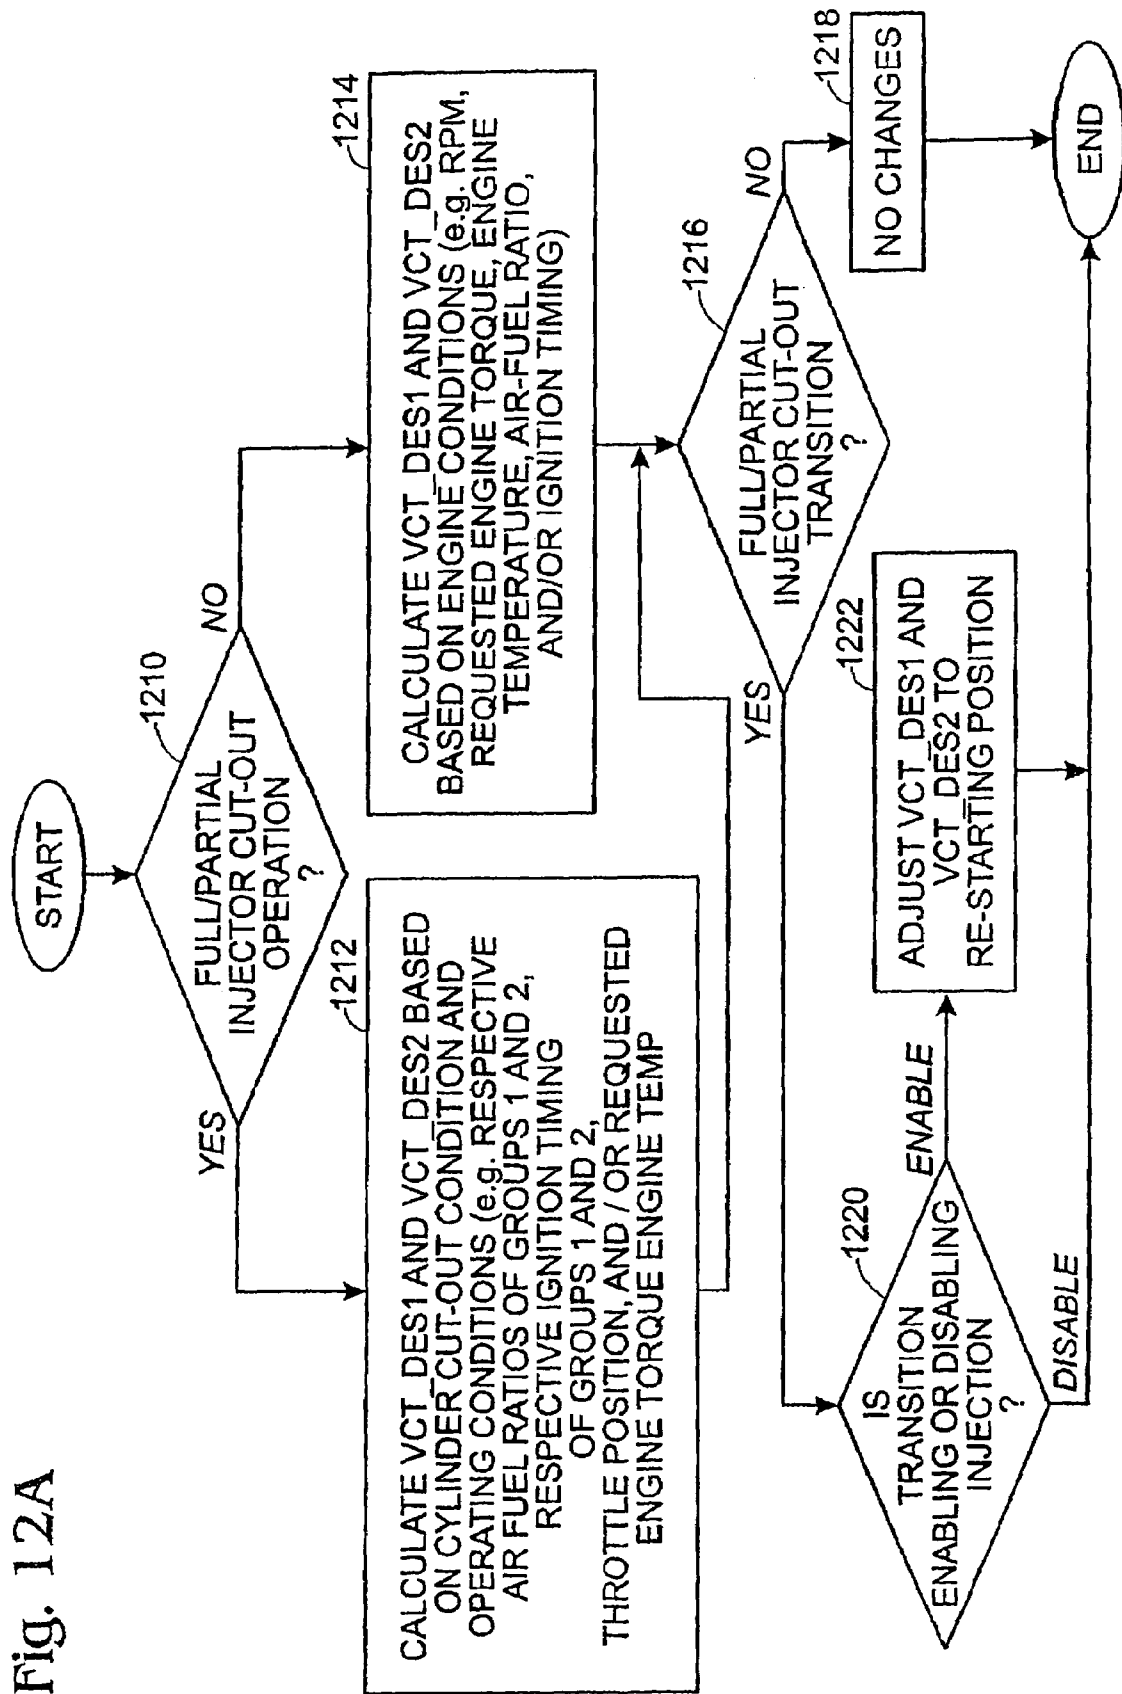 Fig. 12A
START
1210
FULL/PARTIAL
INJECTOR CUT-OUT
OPERATION
?
YES
NO
1212
CALCULATE VCT_DES1 AND VCT_DES2 BASED
ON CYLINDER CUT-OUT CONDITION AND
OPERATING CONDITIONS (e.g. RESPECTIVE
AIR FUEL RATIOS OF GROUPS 1 AND 2,
RESPECTIVE IGNITION TIMING
OF GROUPS 1 AND 2,
THROTTLE POSITION, AND / OR REQUESTED
ENGINE TORQUE ENGINE TEMP
1214
CALCULATE VCT_DES1 AND VCT_DES2
BASED ON ENGINE CONDITIONS (e.g. RPM,
REQUESTED ENGINE TORQUE, ENGINE
TEMPERATURE, AIR-FUEL RATIO,
AND/OR IGNITION TIMING)
1216
FULL/PARTIAL
INJECTOR CUT-OUT
TRANSITION
?
YES
NO
1218
NO CHANGES
1220
IS
TRANSITION
ENABLING OR DISABLING
INJECTION
?
ENABLE
DISABLE
1222
ADJUST VCT_DES1 AND
VCT_DES2 TO
RE-STARTING POSITION
END